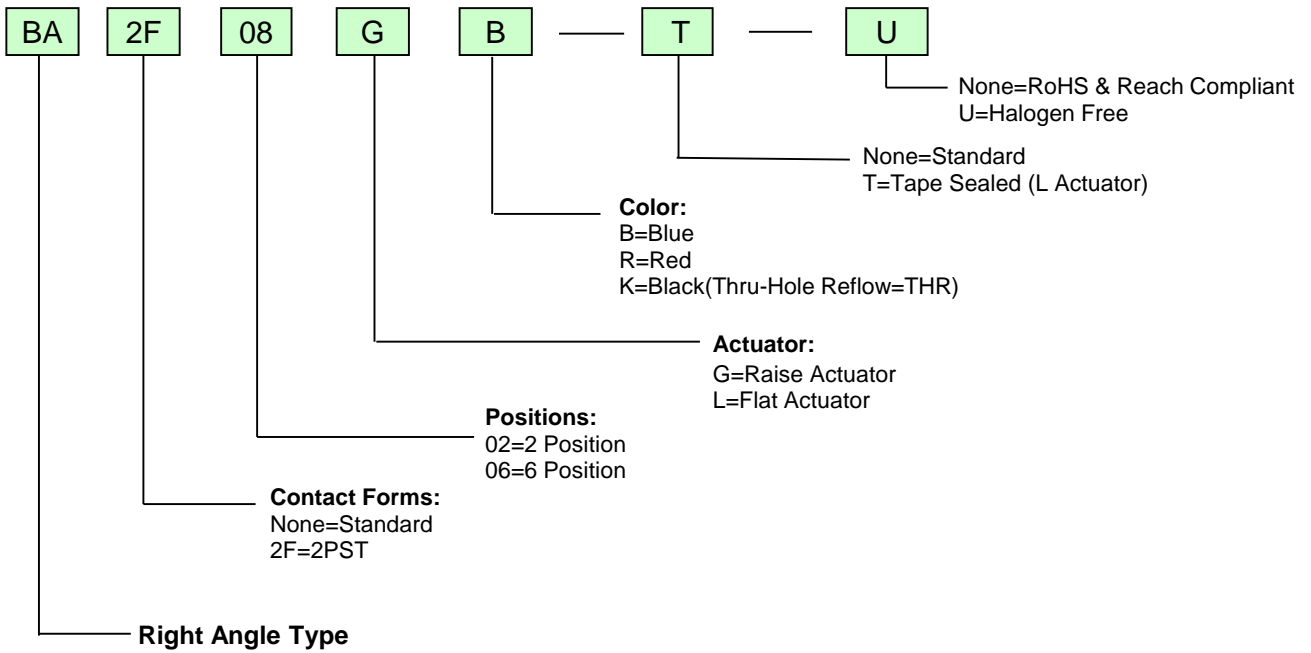 BA 2F 08 G B T U
None=RoHS & Reach Compliant
U=Halogen Free
None=Standard
T=Tape Sealed (L Actuator)
Color:
B=Blue
R=Red
K=Black(Thru-Hole Reflow=THR)
Actuator:
G=Raise Actuator
L=Flat Actuator
Positions:
02=2 Position
06=6 Position
Contact Forms:
None=Standard
2F=2PST
Right Angle Type